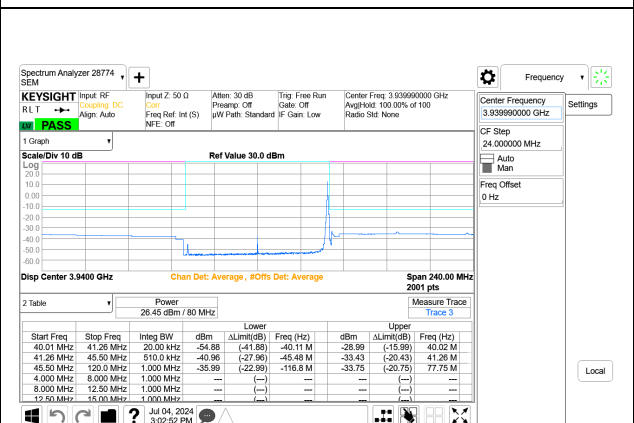 Spectrum Analyzer 28774
SEM
Frequency
KEYSIGHT
RLT
PASS
Input: RF
Coupling: DC
Align: Auto
Input Z: 50 Ω
Corr
Freq Ref: Int (S)
NFE: Off
Atten: 30 dB
Preamp: Off
µW Path: Standard
Trig: Free Run
Gate: Off
IF Gain: Low
Center Freq: 3.939990000 GHz
Avg|Hold: 100.00% of 100
Radio Std: None
Center Frequency
3.939990000 GHz
Settings
CF Step
24.000000 MHz
Auto
Man
Freq Offset
0 Hz
Local
1 Graph
Scale/Div 10 dB
Ref Value 30.0 dBm
Log
20.0
10.0
0.00
-10.0
-20.0
-30.0
-40.0
-50.0
-60.0
Disp Center 3.9400 GHz
Chan Det: Average , #Offs Det: Average
Span 240.00 MHz
2001 pts
2 Table
Power
26.45 dBm / 80 MHz
Measure Trace
Trace 3
Lower Upper
Start Freq Stop Freq Integ BW dBm ΔLimit(dB) Freq (Hz) dBm ΔLimit(dB) Freq (Hz)
40.01 MHz 41.26 MHz 20.00 kHz -54.88 (-41.88) -40.11 M -28.99 (-15.99) 40.02 M
41.26 MHz 45.50 MHz 510.0 kHz -40.96 (-27.96) -45.48 M -33.43 (-20.43) 41.26 M
45.50 MHz 120.0 MHz 1.000 MHz -35.99 (-22.99) -116.8 M -33.75 (-20.75) 77.75 M
4.000 MHz 8.000 MHz 1.000 MHz --- (---) --- --- (---) ---
8.000 MHz 12.50 MHz 1.000 MHz --- (---) --- --- (---) ---
12.50 MHz 15.00 MHz 1.000 MHz --- (---) --- --- (---) ---
?
Jul 04, 2024
3:02:52 PM